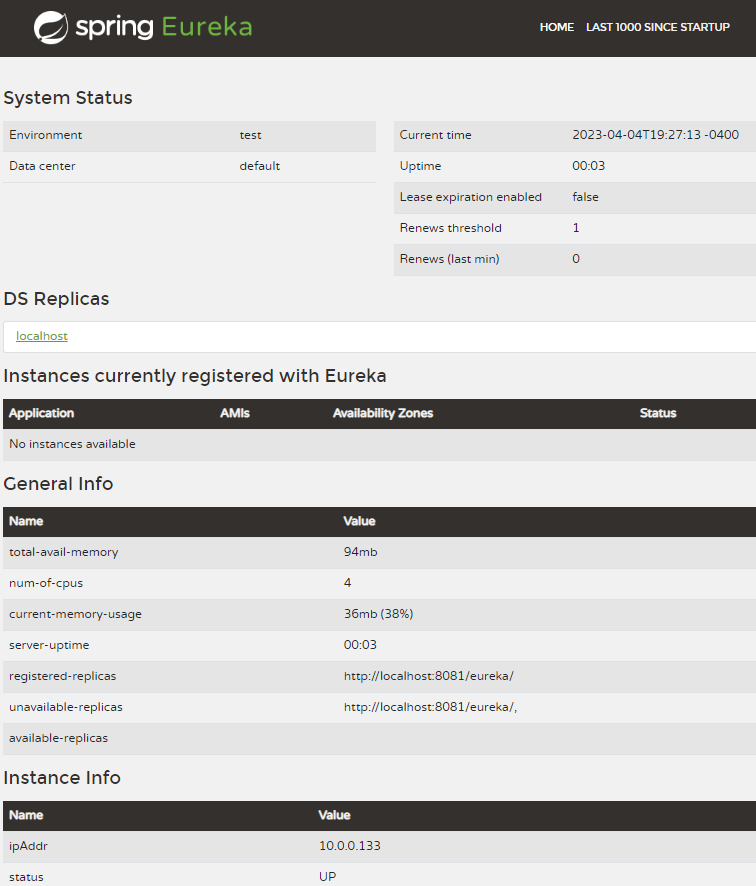 spring Eureka
HOME LAST 1000 SINCE STARTUP
System Status
Environment test
Data center default
Current time 2023-04-04T19:27:13 -0400
Uptime 00:03
Lease expiration enabled false
Renews threshold 1
Renews (last min) 0
DS Replicas
localhost
Instances currently registered with Eureka
Application AMIs Availability Zones Status
No instances available
General Info
Name Value
total-avail-memory 94mb
num-of-cpus 4
current-memory-usage 36mb (38%)
server-uptime 00:03
registered-replicas http://localhost:8081/eureka/
unavailable-replicas http://localhost:8081/eureka/,
available-replicas
Instance Info
Name Value
ipAddr 10.0.0.133
status UP